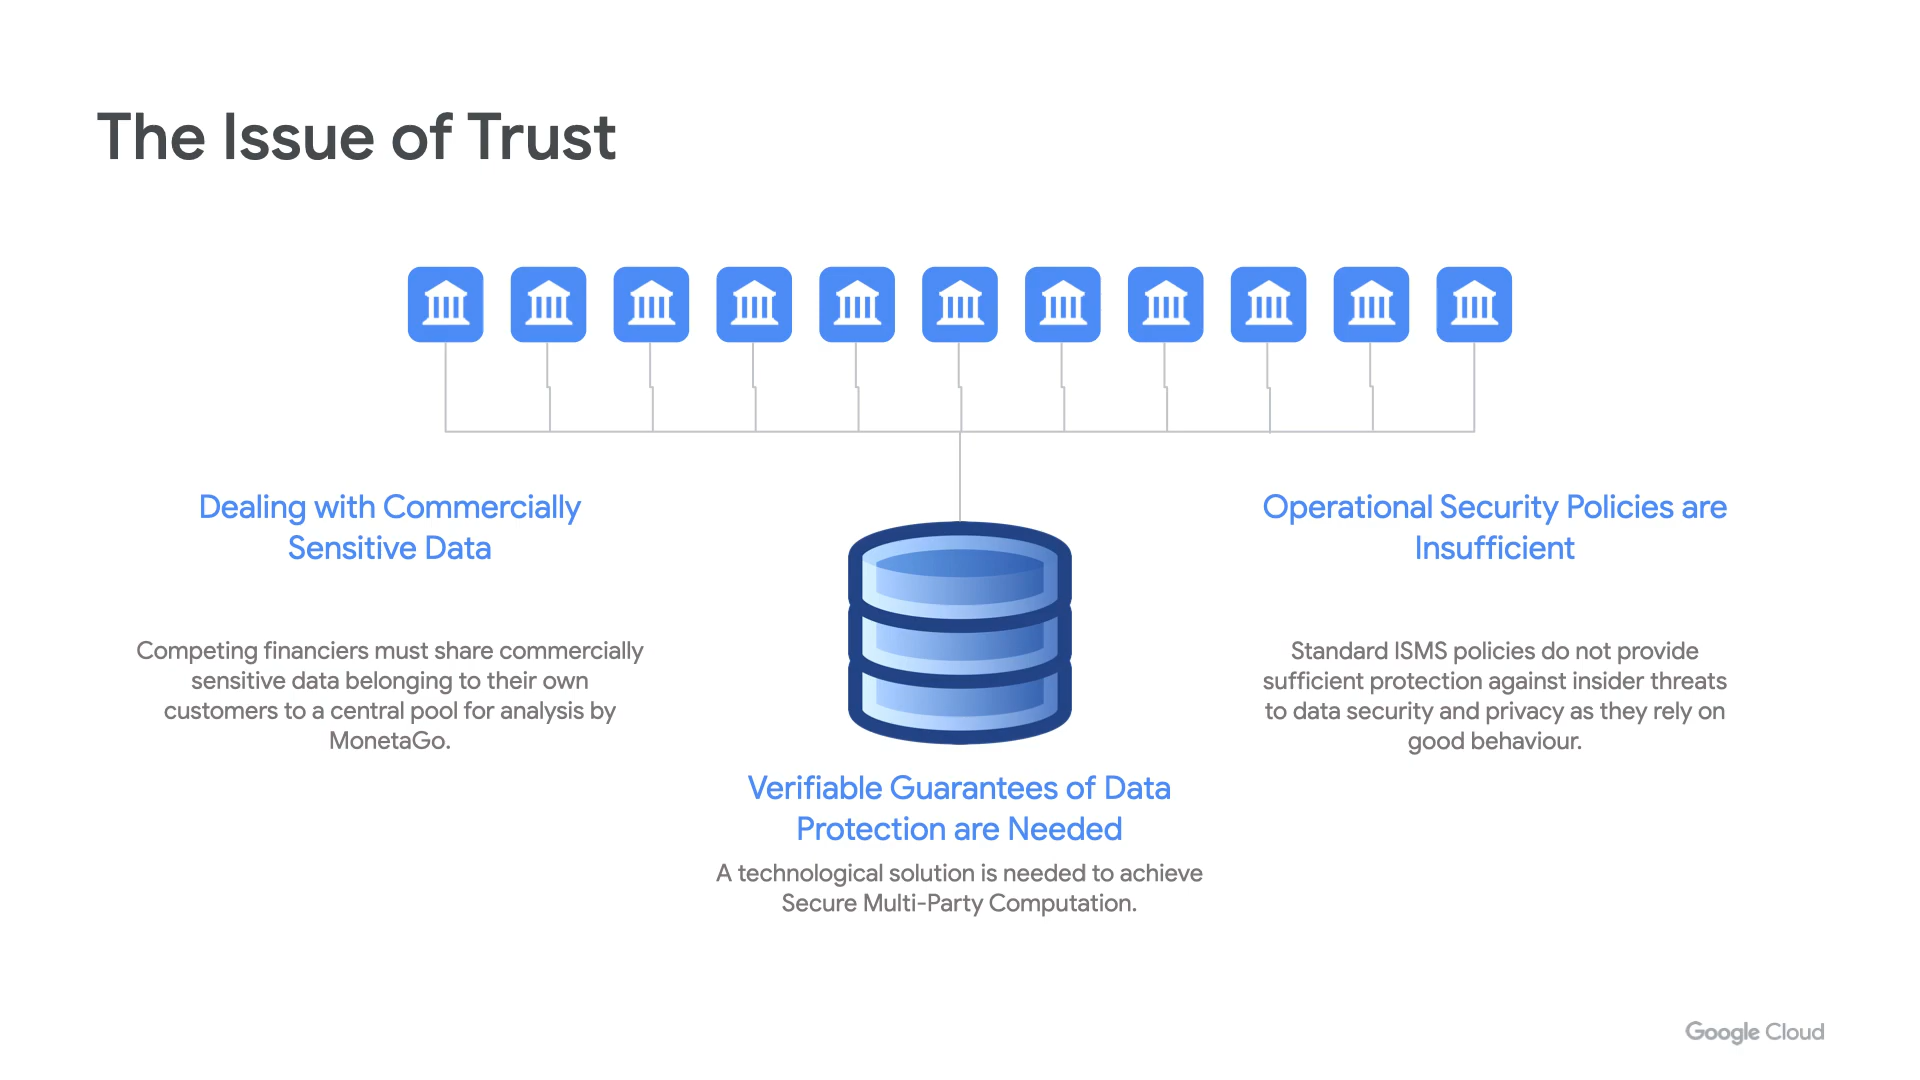 The Issue of Trust
Dealing with Commercially
Sensitive Data
Competing financiers must share commercially
sensitive data belonging to their own
customers to a central pool for analysis by
MonetaGo.
Verifiable Guarantees of Data
Protection are Needed
A technological solution is needed to achieve
Secure Multi-Party Computation.
Operational Security Policies are
Insufficient
Standard ISMS policies do not provide
sufficient protection against insider threats
to data security and privacy as they rely on
good behaviour.
Google Cloud